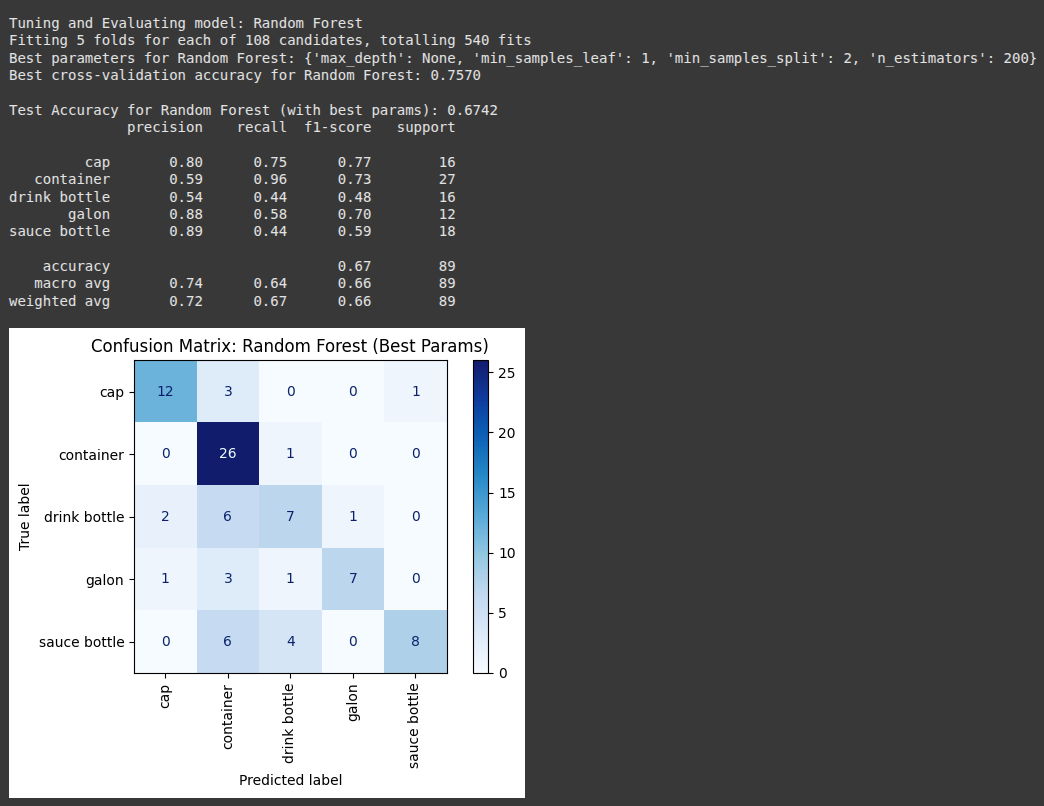 Tuning and Evaluating model: Random Forest
Fitting 5 folds for each of 108 candidates, totalling 540 fits
Best parameters for Random Forest: {'max_depth': None, 'min_samples_leaf': 1, 'min_samples_split': 2, 'n_estimators': 200}
Best cross-validation accuracy for Random Forest: 0.7570
Test Accuracy for Random Forest (with best params): 0.6742
precision recall f1-score support
cap 0.80 0.75 0.77 16
container 0.59 0.96 0.73 27
drink bottle 0.54 0.44 0.48 16
galon 0.88 0.58 0.70 12
sauce bottle 0.89 0.44 0.59 18
accuracy 0.67 89
macro avg 0.74 0.64 0.66 89
weighted avg 0.72 0.67 0.66 89
Confusion Matrix: Random Forest (Best Params)
True label
cap 12 3 0 0 1
container 0 26 1 0 0
drink bottle 2 6 7 1 0
galon 1 3 1 7 0
sauce bottle 0 6 4 0 8
cap
container
drink bottle
galon
sauce bottle
Predicted label
25
20
15
10
5
0